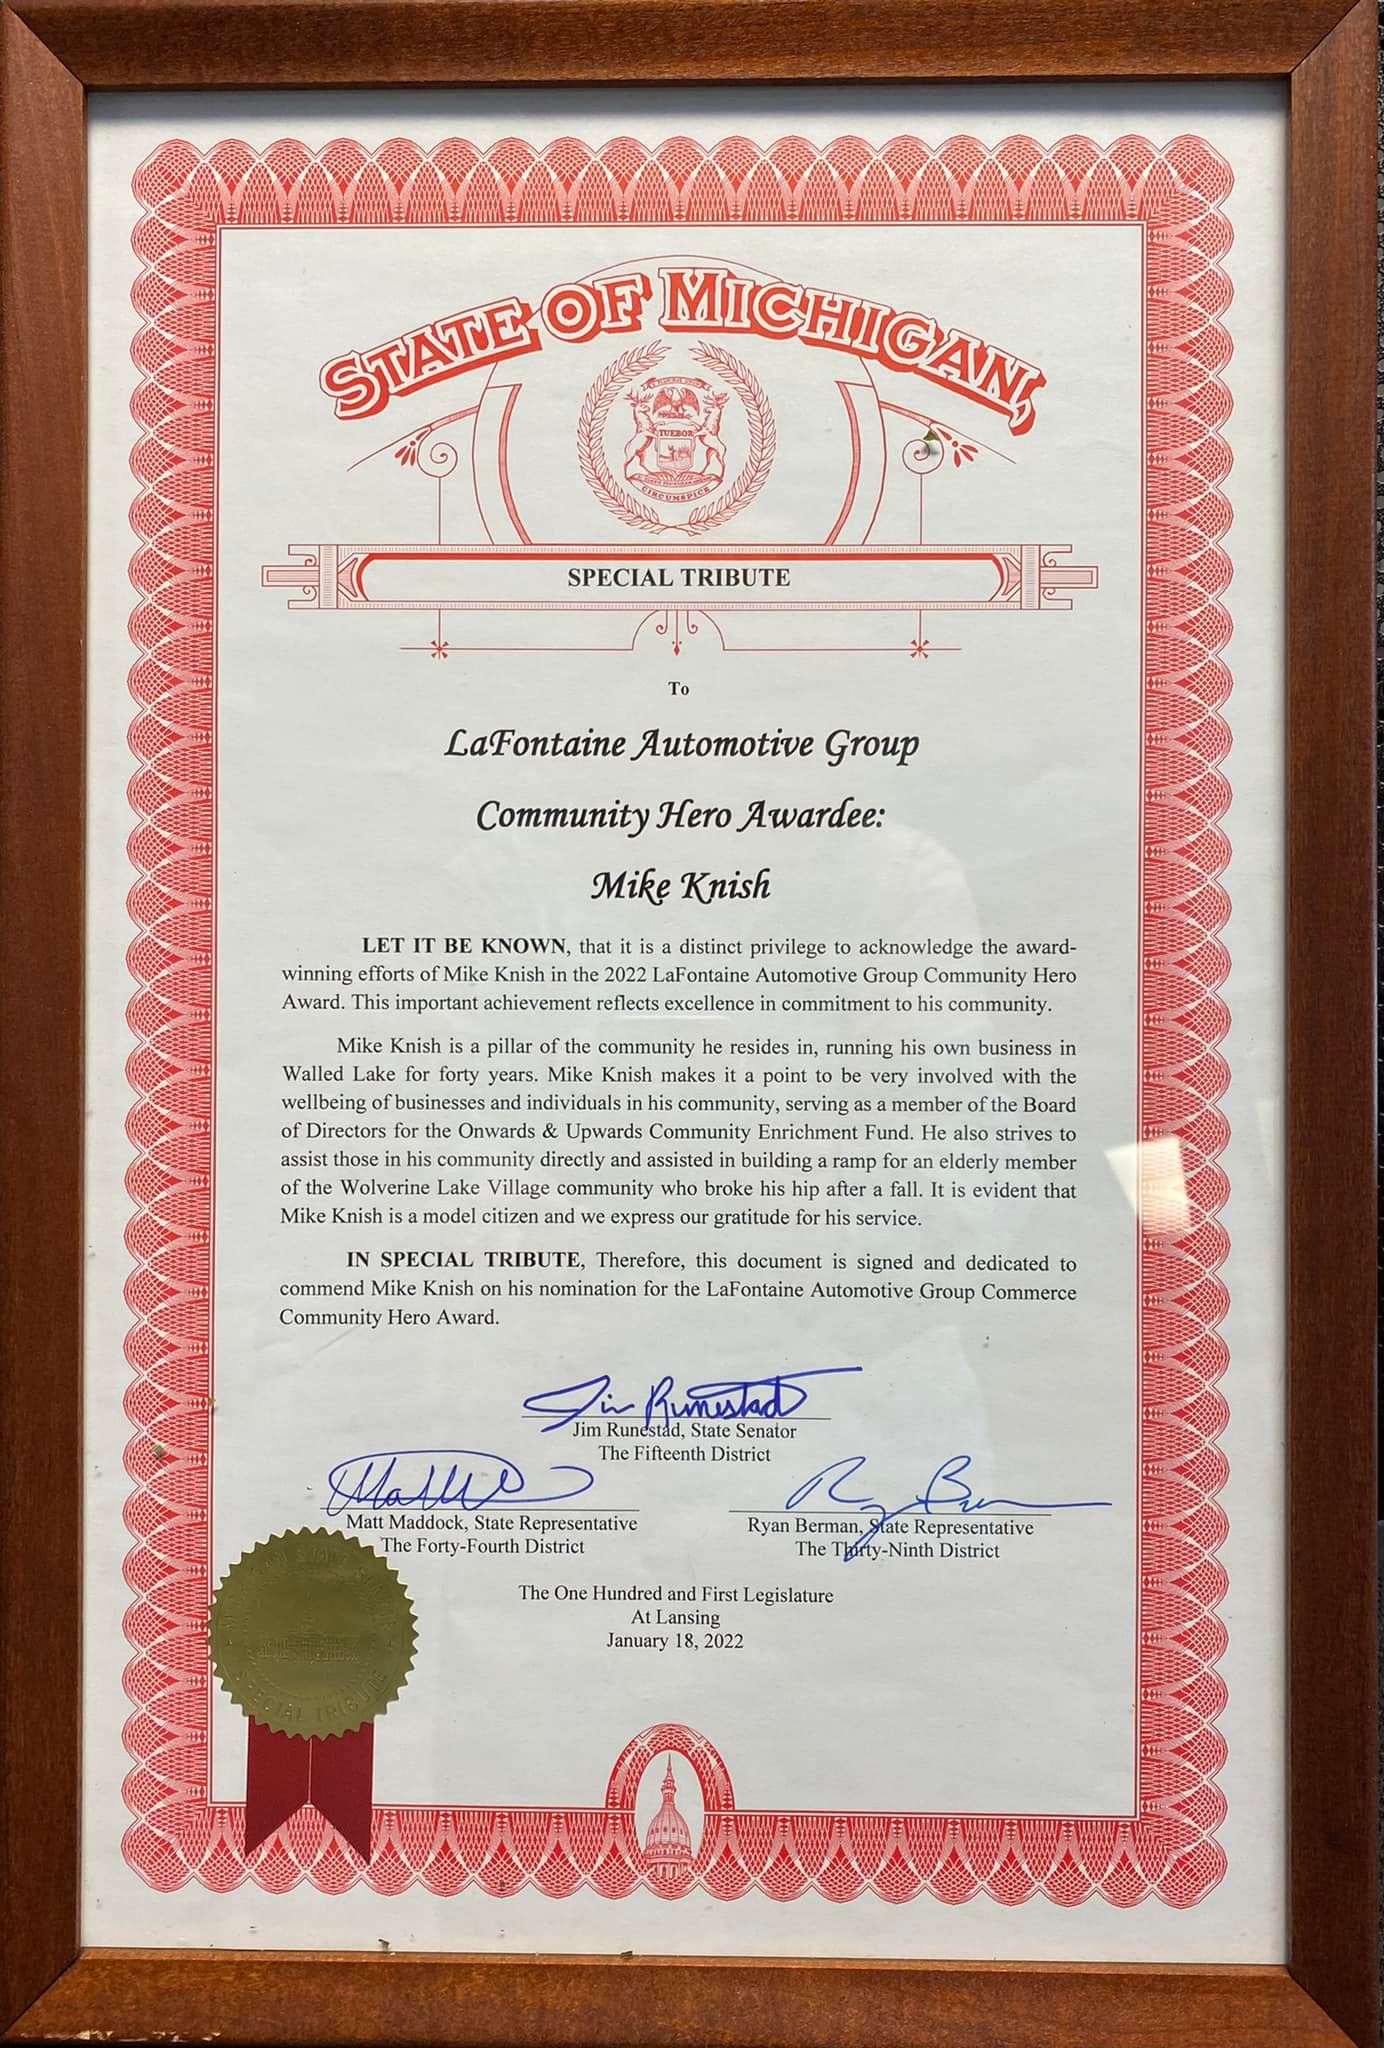 STATE OF MICHIGAN,
TUEBOR
CIRCUMSPICE
SPECIAL TRIBUTE
To
LaFontaine Automotive Group
Community Hero Awardee:
Mike Knish
LET IT BE KNOWN, that it is a distinct privilege to acknowledge the award-
winning efforts of Mike Knish in the 2022 LaFontaine Automotive Group Community Hero
Award. This important achievement reflects excellence in commitment to his community.
Mike Knish is a pillar of the community he resides in, running his own business in
Walled Lake for forty years. Mike Knish makes it a point to be very involved with the
wellbeing of businesses and individuals in his community, serving as a member of the Board
of Directors for the Onwards & Upwards Community Enrichment Fund. He also strives to
assist those in his community directly and assisted in building a ramp for an elderly member
of the Wolverine Lake Village community who broke his hip after a fall. It is evident that
Mike Knish is a model citizen and we express our gratitude for his service.
IN SPECIAL TRIBUTE, Therefore, this document is signed and dedicated to
commend Mike Knish on his nomination for the LaFontaine Automotive Group Commerce
Community Hero Award.
Jim Runestad
Jim Runestad, State Senator
The Fifteenth District
Matt Maddock, State Representative
The Forty-Fourth District
Ryan Berman, State Representative
The Thirty-Ninth District
The One Hundred and First Legislature
At Lansing
January 18, 2022
SPECIAL TRIBUTE